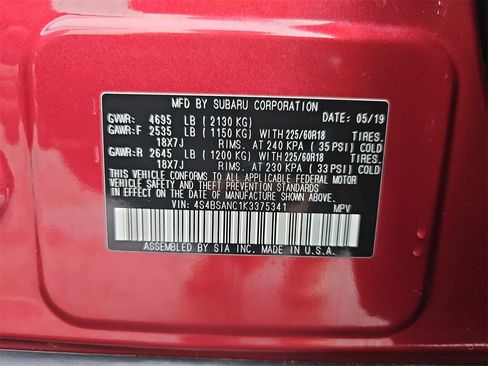 MFD BY SUBARU CORPORATION
GVWR: 4695 LB ( 2130 KG) DATE: 05/19
GAWR:F 2535 LB ( 1150 KG) WITH 225/60R18 TIRES.
18X7J RIMS. AT 240 KPA ( 35 PSI) COLD
GAWR:R 2645 LB ( 1200 KG) WITH 225/60R18 TIRES.
18X7J RIMS. AT 230 KPA ( 33 PSI) COLD
THIS VEHICLE CONFORMS TO ALL APPLICABLE FEDERAL MOTOR
VEHICLE SAFETY AND THEFT PREVENTION STANDARDS
IN EFFECT ON THE DATE OF MANUFACTURE SHOWN ABOVE.
VIN: 4S4BSANC1K3375341 MPV
ASSEMBLED BY SIA INC. MADE IN U.S.A.